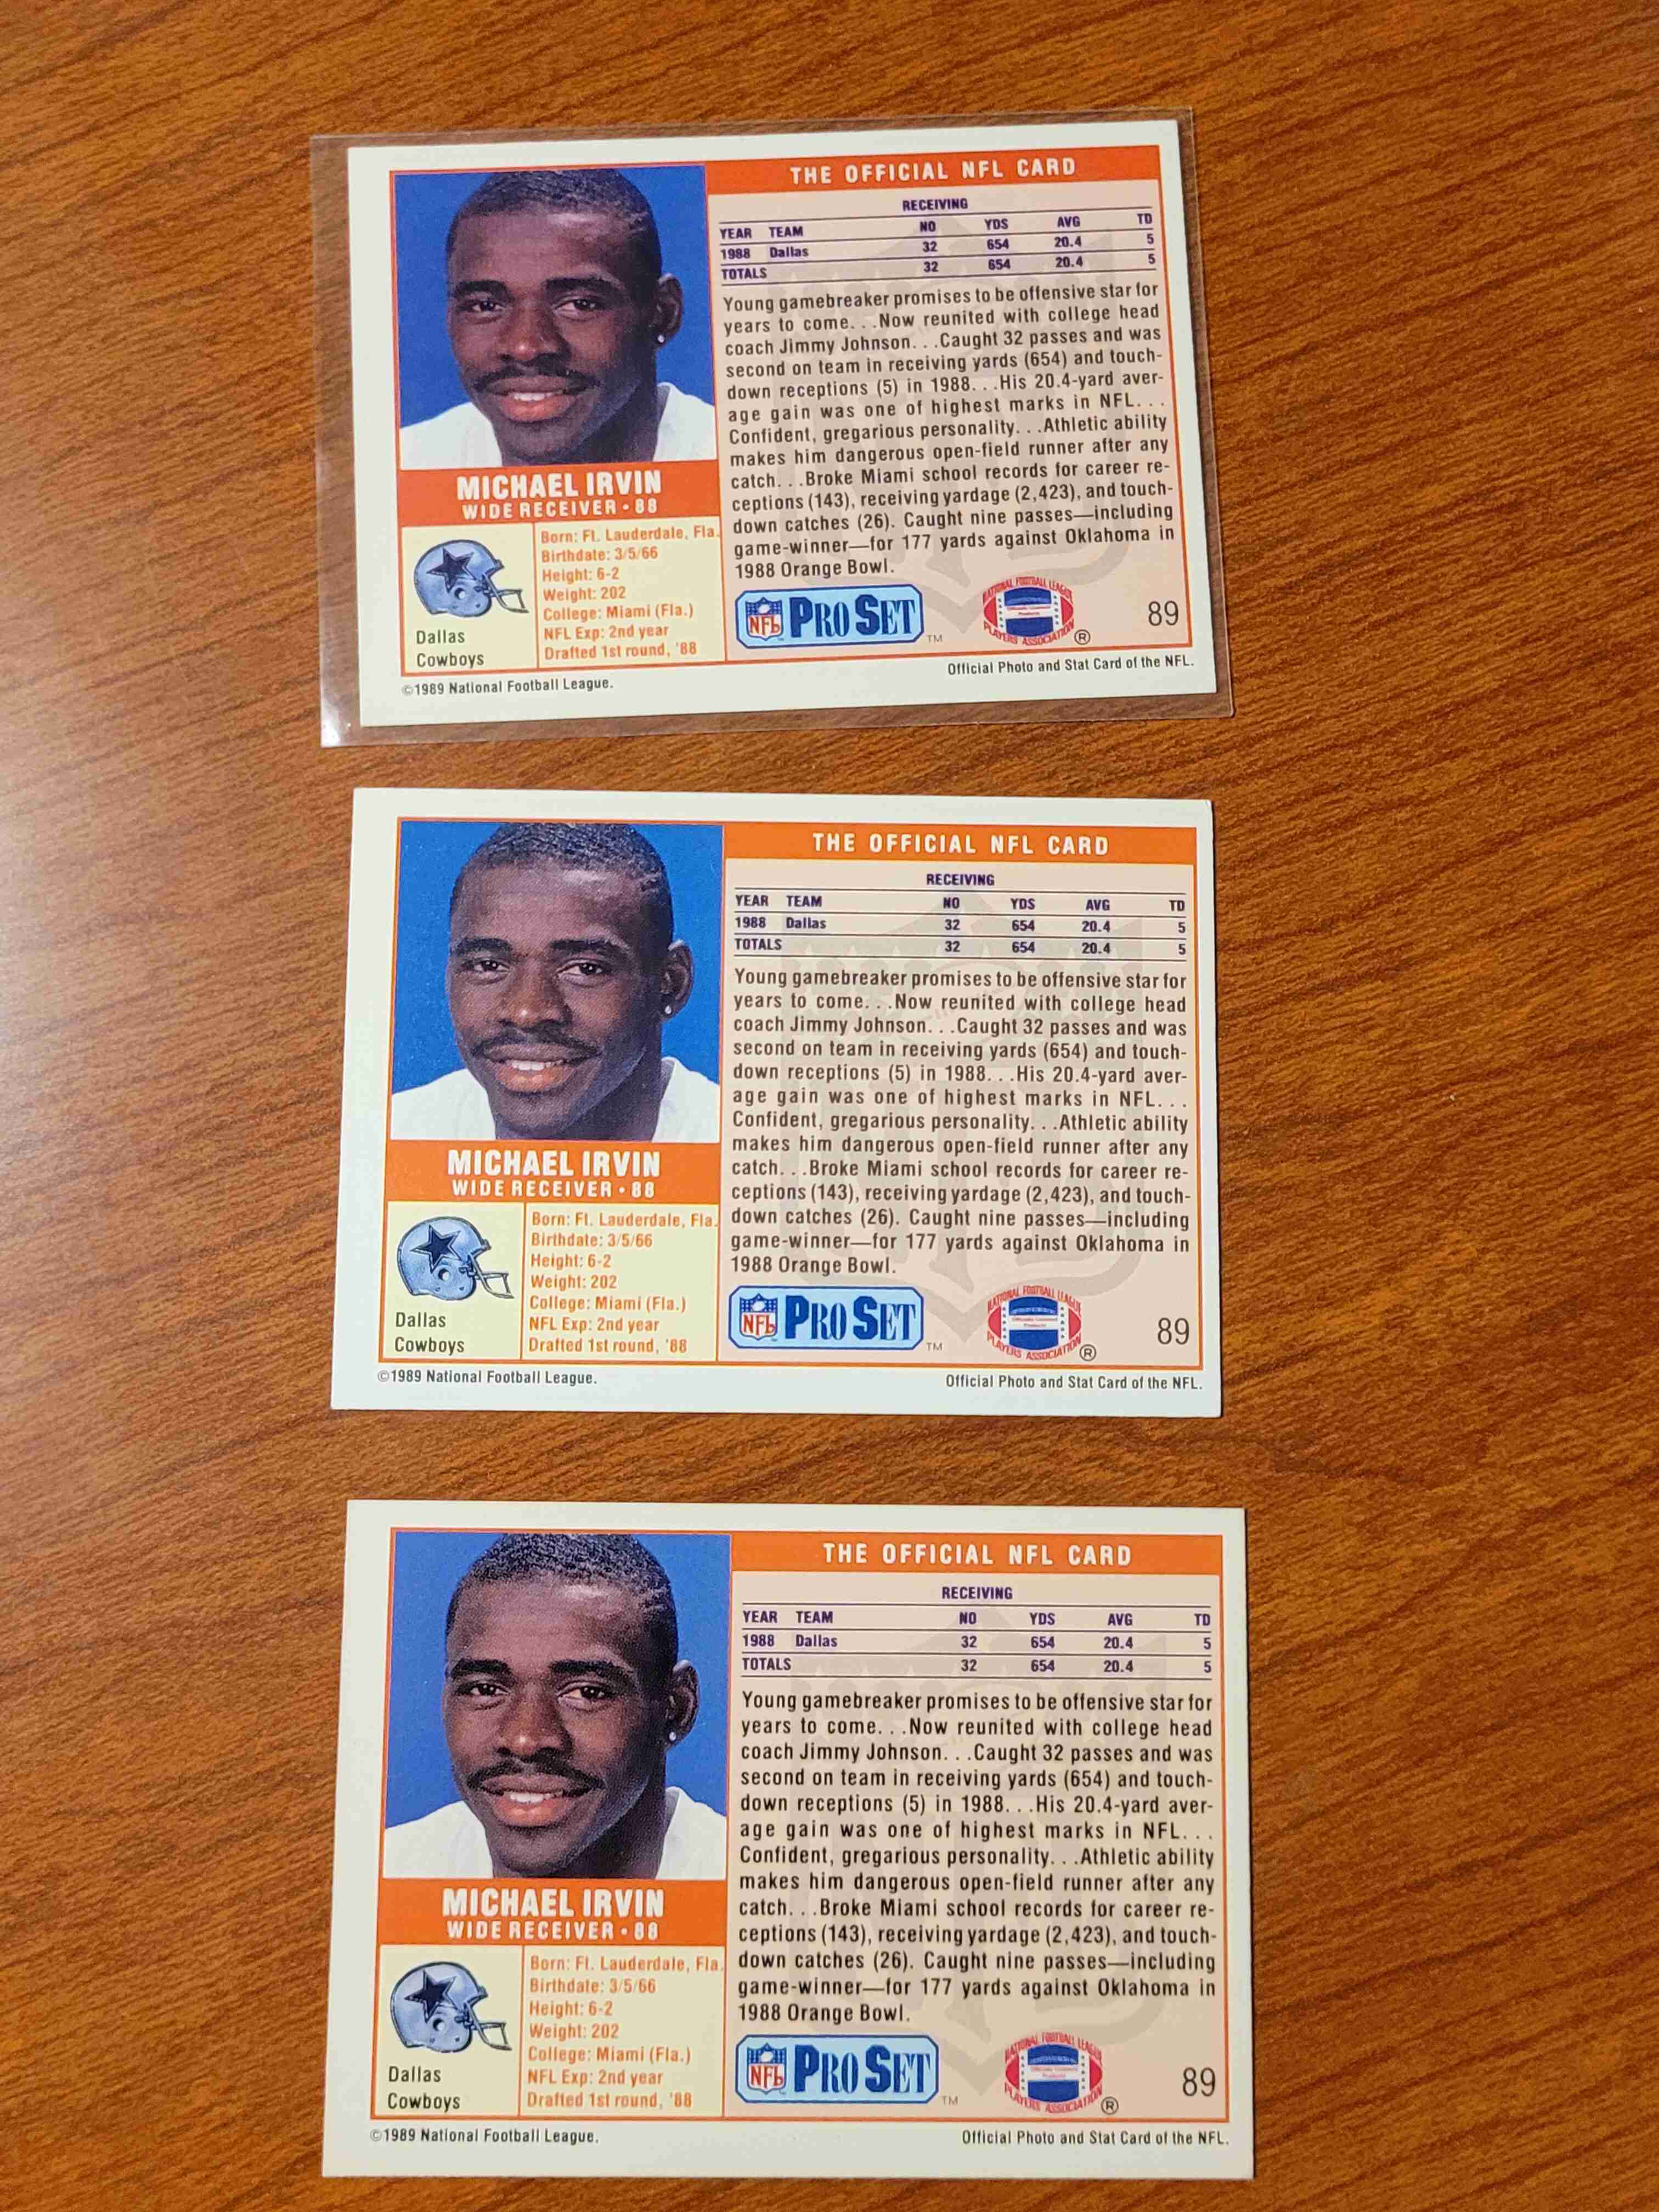 THE OFFICIAL NFL CARD
RECEIVING
YEAR TEAM NO YDS AVG TD
1988 Dallas 32 654 20.4 5
TOTALS 32 654 20.4 5
Young gamebreaker promises to be offensive star for
years to come. . .Now reunited with college head
coach Jimmy Johnson. . .Caught 32 passes and was
second on team in receiving yards (654) and touch-
down receptions (5) in 1988. . .His 20.4-yard aver-
age gain was one of highest marks in NFL. . .
Confident, gregarious personality. . .Athletic ability
makes him dangerous open-field runner after any
catch. . .Broke Miami school records for career re-
ceptions (143), receiving yardage (2,423), and touch-
down catches (26). Caught nine passes—including
game-winner—for 177 yards against Oklahoma in
1988 Orange Bowl.
MICHAEL IRVIN
WIDE RECEIVER • 88
Dallas
Cowboys
Born: Ft. Lauderdale, Fla.
Birthdate: 3/5/66
Height: 6-2
Weight: 202
College: Miami (Fla.)
NFL Exp: 2nd year
Drafted 1st round, '88
NFL PRO SET ™
NATIONAL FOOTBALL LEAGUE
PLAYERS ASSOCIATION ®
89
©1989 National Football League.
Official Photo and Stat Card of the NFL.
THE OFFICIAL NFL CARD
RECEIVING
YEAR TEAM NO YDS AVG TD
1988 Dallas 32 654 20.4 5
TOTALS 32 654 20.4 5
Young gamebreaker promises to be offensive star for
years to come. . .Now reunited with college head
coach Jimmy Johnson. . .Caught 32 passes and was
second on team in receiving yards (654) and touch-
down receptions (5) in 1988. . .His 20.4-yard aver-
age gain was one of highest marks in NFL. . .
Confident, gregarious personality. . .Athletic ability
makes him dangerous open-field runner after any
catch. . .Broke Miami school records for career re-
ceptions (143), receiving yardage (2,423), and touch-
down catches (26). Caught nine passes—including
game-winner—for 177 yards against Oklahoma in
1988 Orange Bowl.
MICHAEL IRVIN
WIDE RECEIVER • 88
Dallas
Cowboys
Born: Ft. Lauderdale, Fla.
Birthdate: 3/5/66
Height: 6-2
Weight: 202
College: Miami (Fla.)
NFL Exp: 2nd year
Drafted 1st round, '88
NFL PRO SET ™
NATIONAL FOOTBALL LEAGUE
PLAYERS ASSOCIATION ®
89
©1989 National Football League.
Official Photo and Stat Card of the NFL.
THE OFFICIAL NFL CARD
RECEIVING
YEAR TEAM NO YDS AVG TD
1988 Dallas 32 654 20.4 5
TOTALS 32 654 20.4 5
Young gamebreaker promises to be offensive star for
years to come. . .Now reunited with college head
coach Jimmy Johnson. . .Caught 32 passes and was
second on team in receiving yards (654) and touch-
down receptions (5) in 1988. . .His 20.4-yard aver-
age gain was one of highest marks in NFL. . .
Confident, gregarious personality. . .Athletic ability
makes him dangerous open-field runner after any
catch. . .Broke Miami school records for career re-
ceptions (143), receiving yardage (2,423), and touch-
down catches (26). Caught nine passes—including
game-winner—for 177 yards against Oklahoma in
1988 Orange Bowl.
MICHAEL IRVIN
WIDE RECEIVER • 88
Dallas
Cowboys
Born: Ft. Lauderdale, Fla.
Birthdate: 3/5/66
Height: 6-2
Weight: 202
College: Miami (Fla.)
NFL Exp: 2nd year
Drafted 1st round, '88
NFL PRO SET ™
NATIONAL FOOTBALL LEAGUE
PLAYERS ASSOCIATION ®
89
©1989 National Football League.
Official Photo and Stat Card of the NFL.